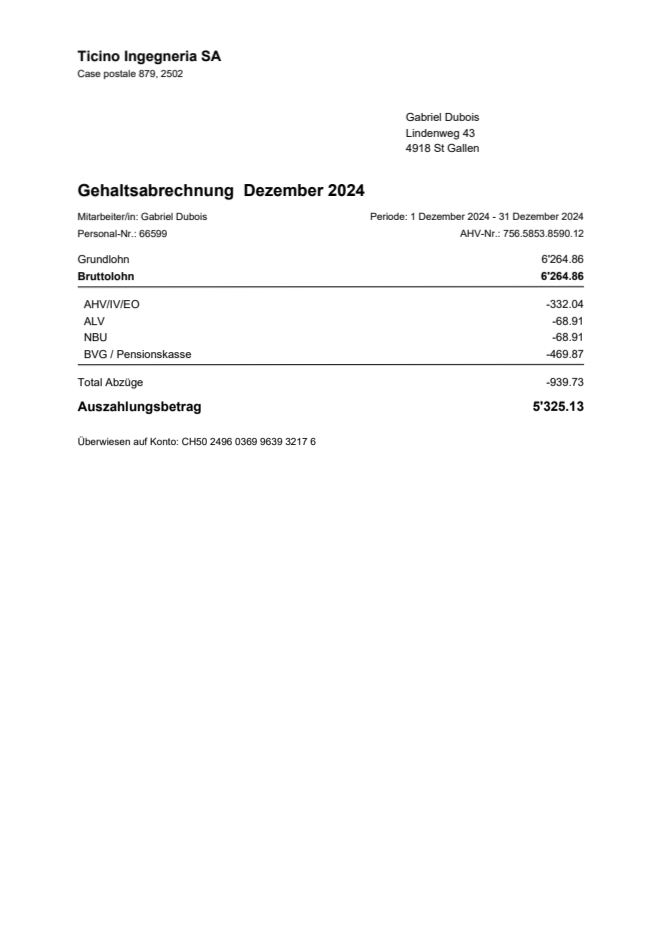 Ticino Ingegneria SA
Case postale 879, 2502
Gabriel Dubois
Lindenweg 43
4918 St Gallen
Gehaltsabrechnung Dezember 2024
Mitarbeiter/in: Gabriel Dubois Periode: 1 Dezember 2024 - 31 Dezember 2024
Personal-Nr.: 66599 AHV-Nr.: 756.5853.8590.12
Grundlohn 6'264.86
Bruttolohn 6'264.86
AHV/IV/EO -332.04
ALV -68.91
NBU -68.91
BVG / Pensionskasse -469.87
Total Abzüge -939.73
Auszahlungsbetrag 5'325.13
Überwiesen auf Konto: CH50 2496 0369 9639 3217 6